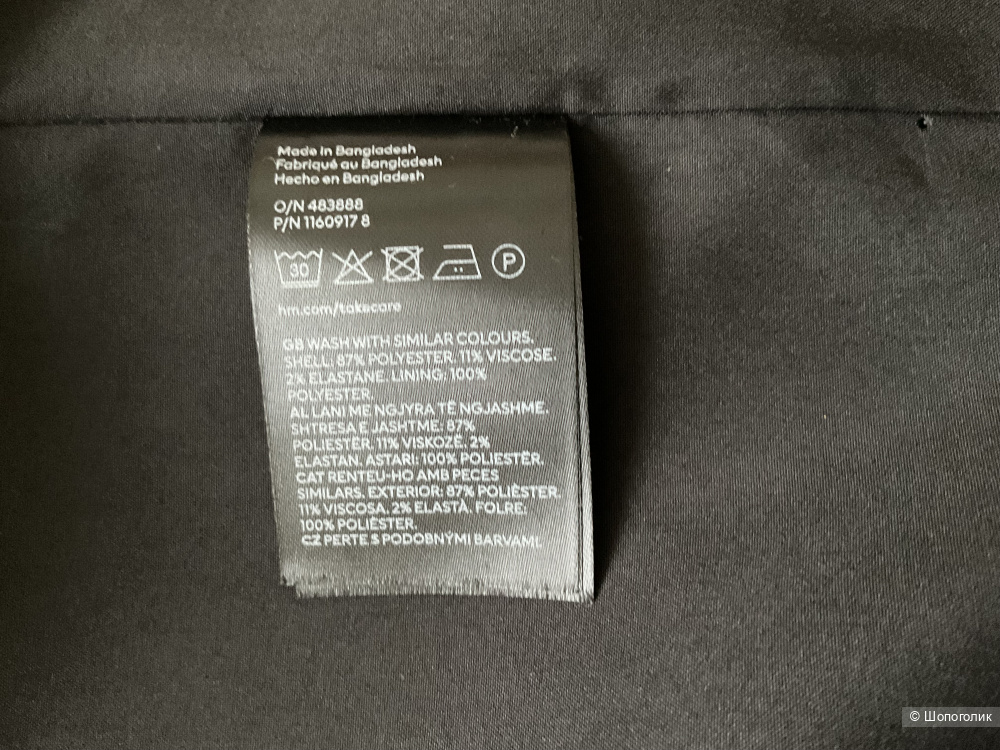 Made in Bangladesh
Fabriqué au Bangladesh
Hecho en Bangladesh
O/N 483888
P/N 1160917 8
30
P
hm.com/takecare
GB WASH WITH SIMILAR COLOURS.
SHELL: 87% POLYESTER. 11% VISCOSE.
2% ELASTANE. LINING: 100%
POLYESTER.
AL LANI ME NGJYRA TË NGJASHME.
SHTRESA E JASHTME: 87%
POLIESTËR. 11% VISKOZË. 2%
ELASTAN. ASTARI: 100% POLIESTËR.
CAT RENTEU-HO AMB PECES
SIMILARS. EXTERIOR: 87% POLIÈSTER.
11% VISCOSA. 2% ELASTÀ. FOLRE:
100% POLIÈSTER.
CZ PERTE S PODOBNÝMI BARVAMI.
© Шопоголик